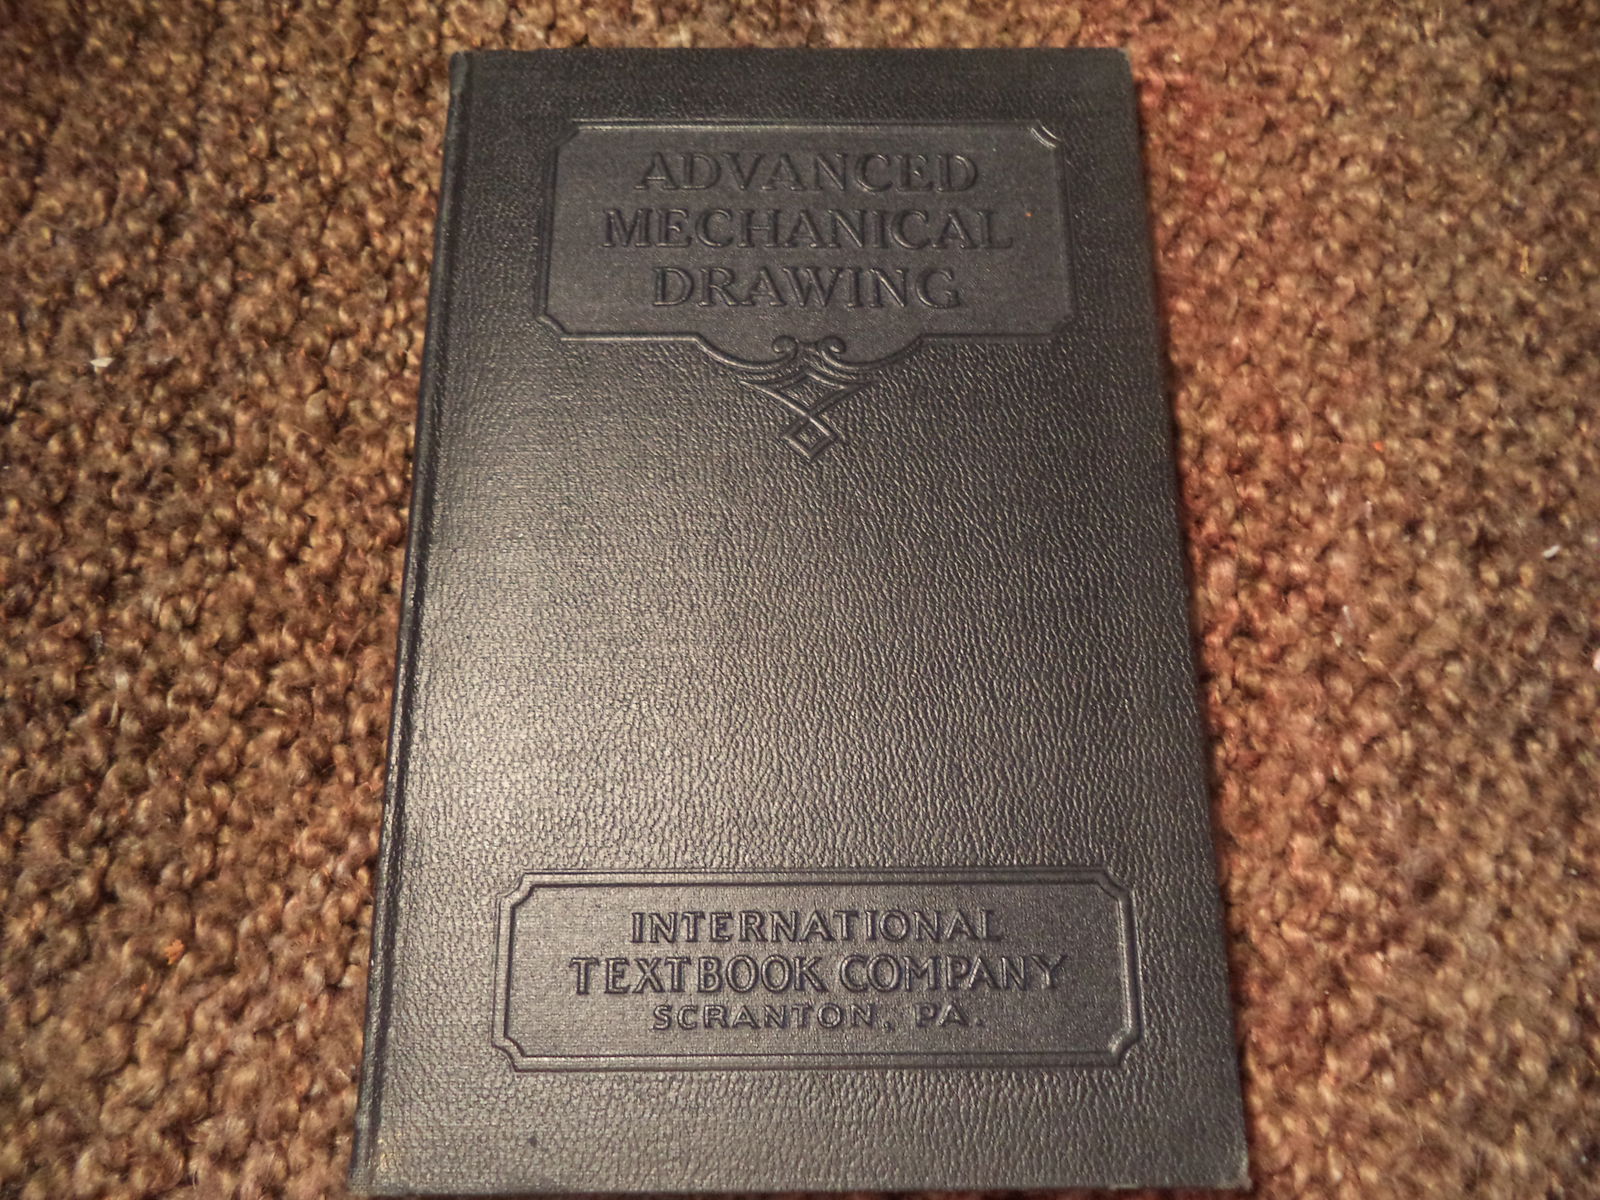 ADVANCED
MECHANICAL
DRAWING
INTERNATIONAL
TEXTBOOK COMPANY
SCRANTON, PA.